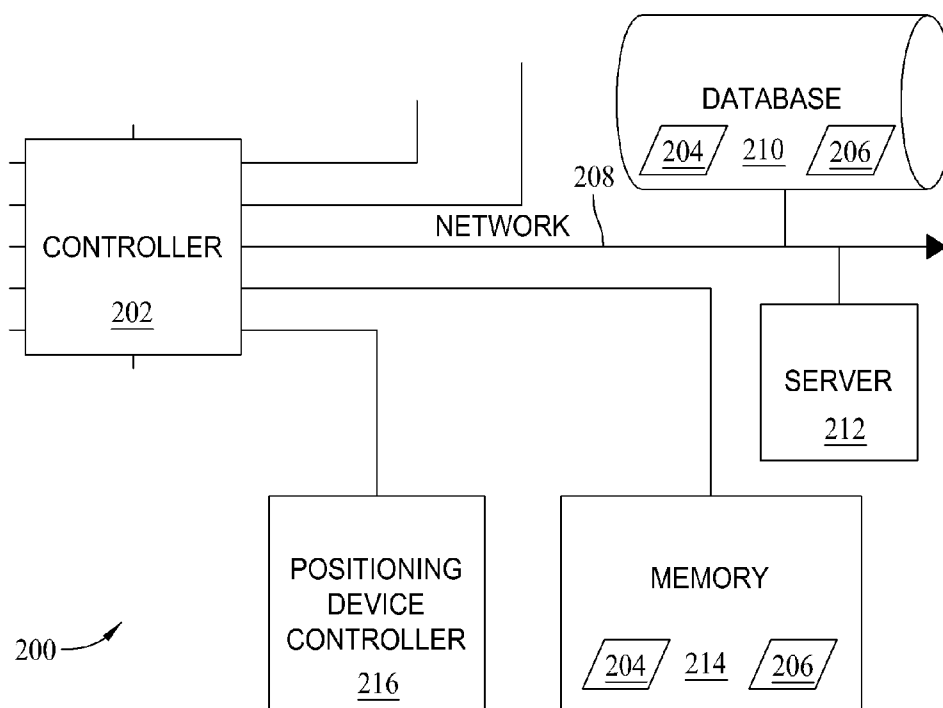 DATABASE
204 210 206
208
NETWORK
CONTROLLER
202
SERVER
212
POSITIONING
DEVICE
CONTROLLER
216
MEMORY
204 214 206
200